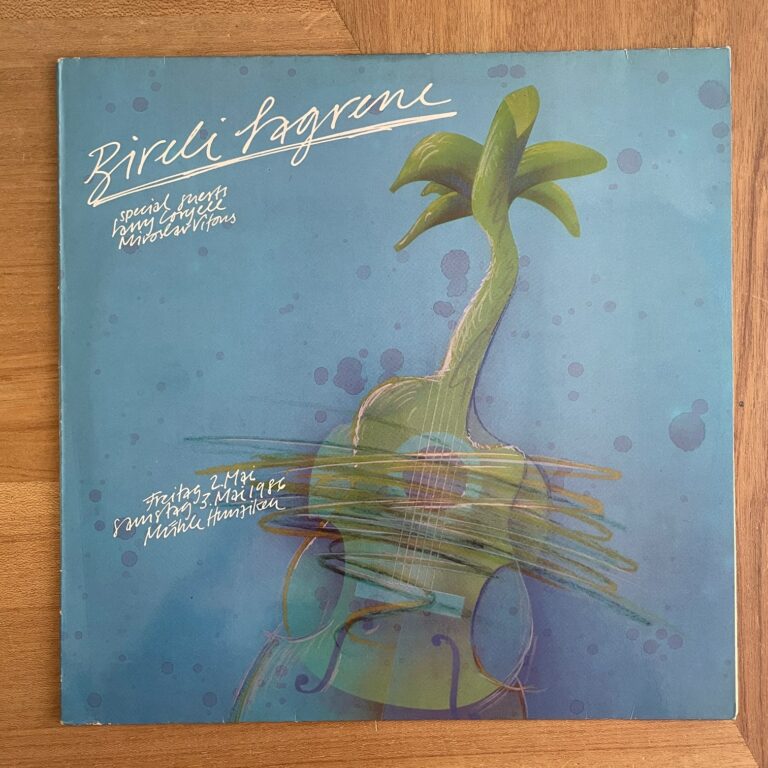 Bireli Lagrene
special guests
Larry Coryell
Miroslav Vitous
Freitag 2. Mai
Samstag 3. Mai 1986
Mühle Hunziken